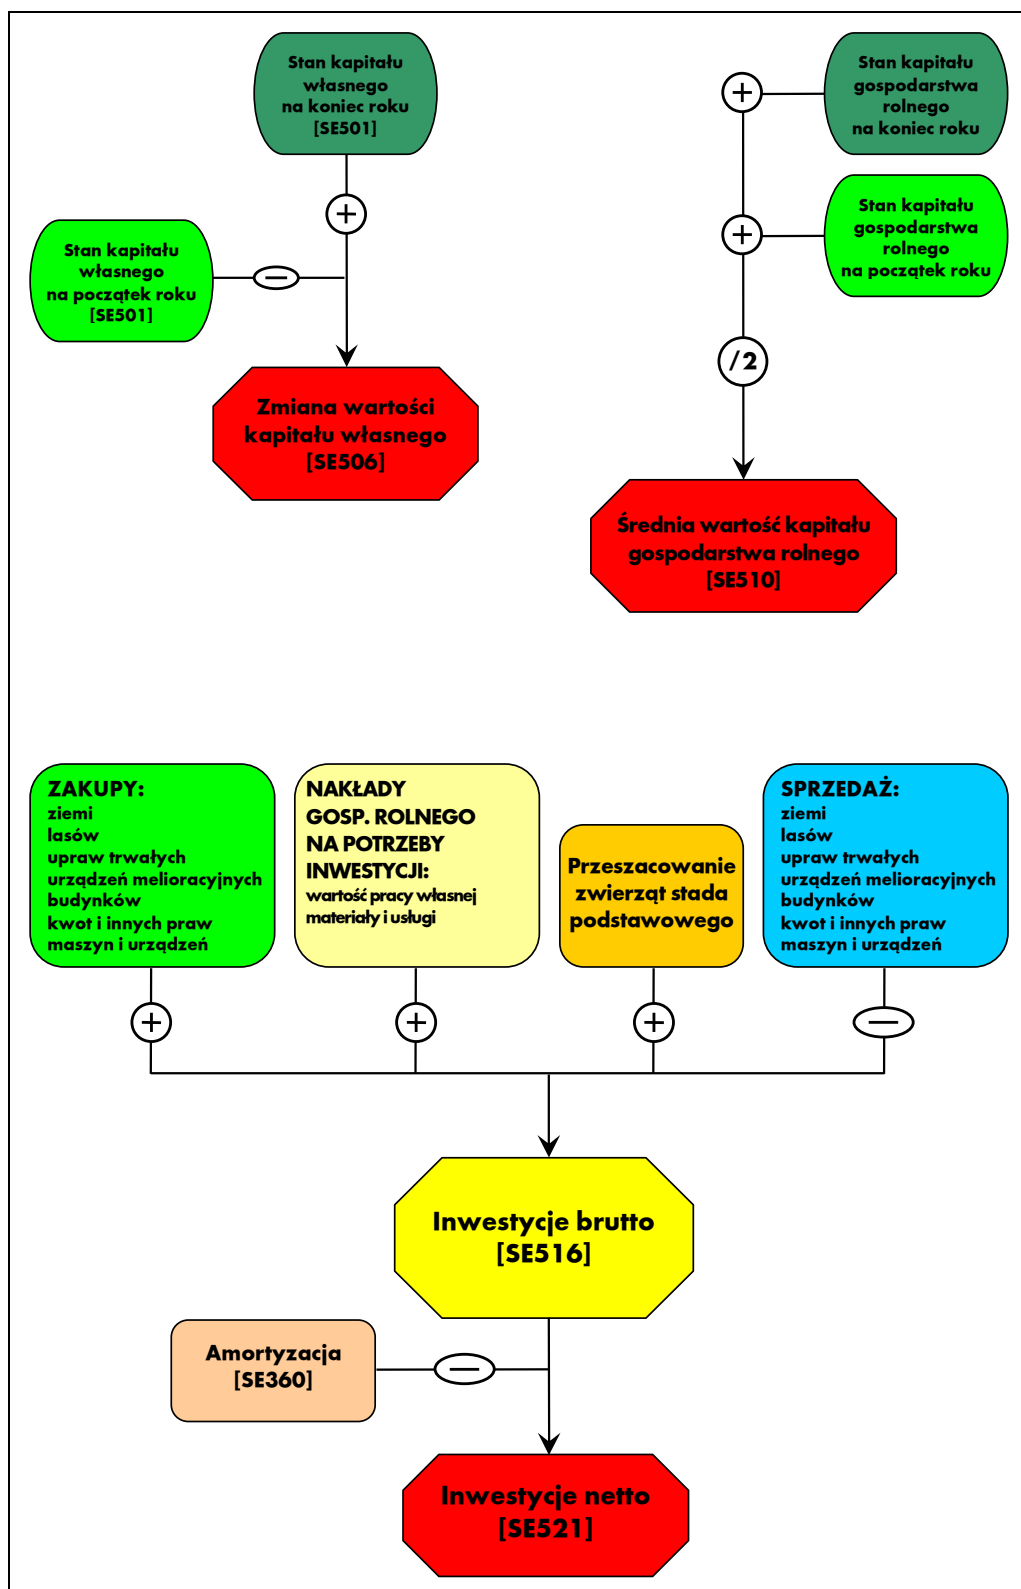 Stan kapitału
własnego
na koniec roku
[SE501]
+
Stan kapitału
własnego
na początek roku
[SE501]
−
Zmiana wartości
kapitału własnego
[SE506]
Stan kapitału
gospodarstwa
rolnego
na koniec roku
+
Stan kapitału
gospodarstwa
rolnego
na początek roku
+
/2
Średnia wartość kapitału
gospodarstwa rolnego
[SE510]
ZAKUPY:
ziemi
lasów
upraw trwałych
urządzeń melioracyjnych
budynków
kwot i innych praw
maszyn i urządzeń
+
NAKŁADY
GOSP. ROLNEGO
NA POTRZEBY
INWESTYCJI:
wartość pracy własnej
materiały i usługi
+
Przeszacowanie
zwierząt stada
podstawowego
+
SPRZEDAŻ:
ziemi
lasów
upraw trwałych
urządzeń melioracyjnych
budynków
kwot i innych praw
maszyn i urządzeń
−
Inwestycje brutto
[SE516]
Amortyzacja
[SE360]
−
Inwestycje netto
[SE521]